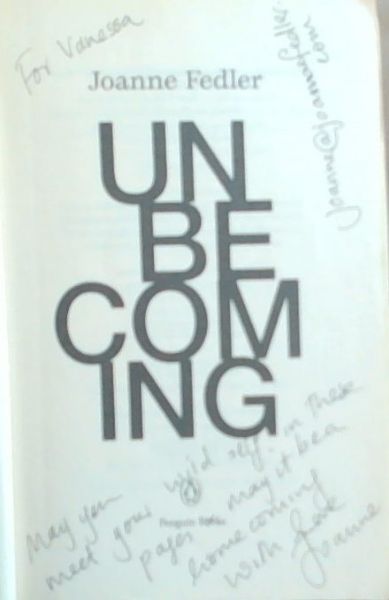 For Vanessa
Joanne@joannefedler.
com
Joanne Fedler
UN
BE
COM
ING
May you
meet your wild self in these
pages may it be a
homecoming
With love
Joanne
Penguin Books